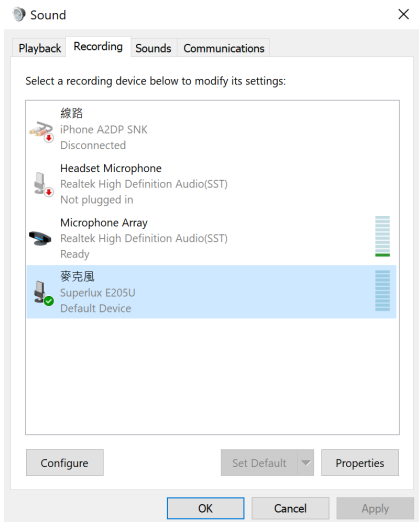 Sound
Playback Recording Sounds Communications
Select a recording device below to modify its settings:
線路
iPhone A2DP SNK
Disconnected
Headset Microphone
Realtek High Definition Audio(SST)
Not plugged in
Microphone Array
Realtek High Definition Audio(SST)
Ready
麥克風
Superlux E205U
Default Device
Configure Set Default Properties
OK Cancel Apply